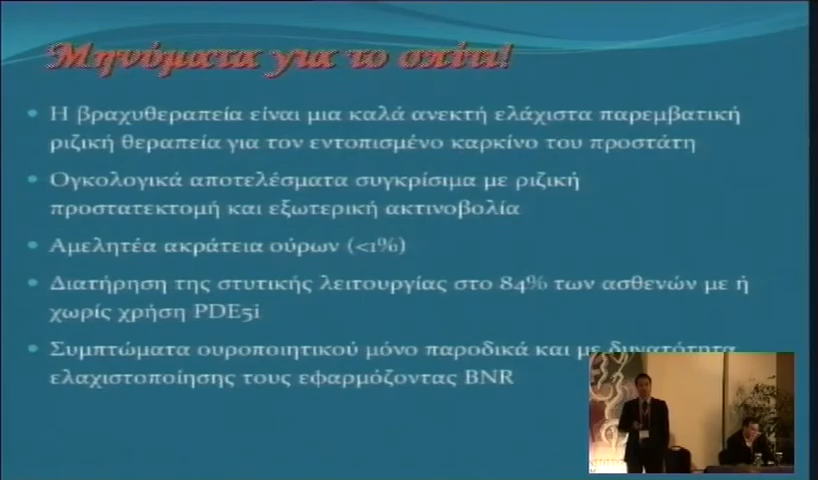 Μηνύματα για το σπίτι!
Η βραχυθεραπεία είναι μια καλά ανεκτή ελάχιστα παρεμβατική
ριζική θεραπεία για τον εντοπισμένο καρκίνο του προστάτη
Ογκολογικά αποτελέσματα συγκρίσιμα με ριζική
προστατεκτομή και εξωτερική ακτινοβολία
Αμελητέα ακράτεια ούρων (<1%)
Διατήρηση της στυτικής λειτουργίας στο 84% των ασθενών με ή
χωρίς χρήση PDE5i
Συμπτώματα ουροποιητικού μόνο παροδικά και με δυνατότητα
ελαχιστοποίησης τους εφαρμόζοντας BNR